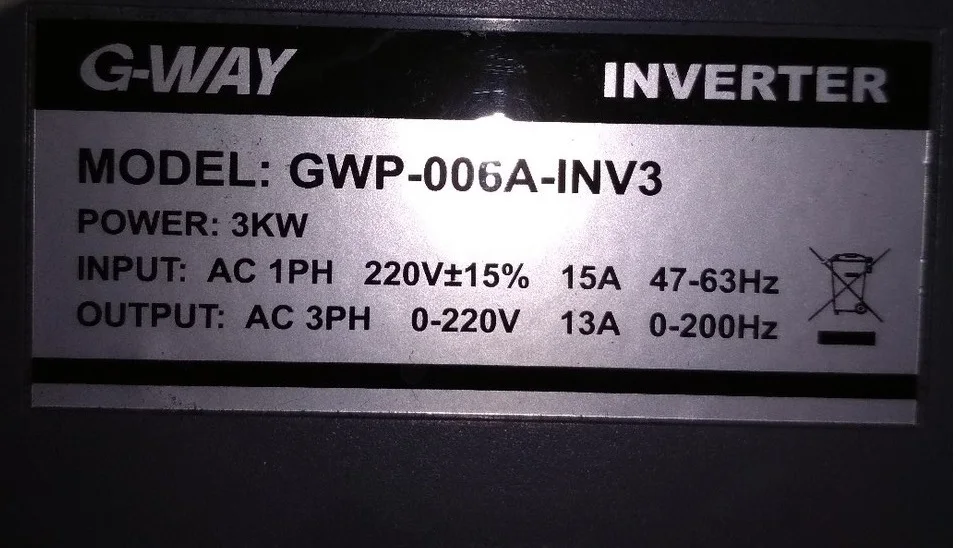 G-WAY INVERTER
MODEL: GWP-006A-INV3
POWER: 3KW
INPUT: AC 1PH 220V±15% 15A 47-63Hz
OUTPUT: AC 3PH 0-220V 13A 0-200Hz